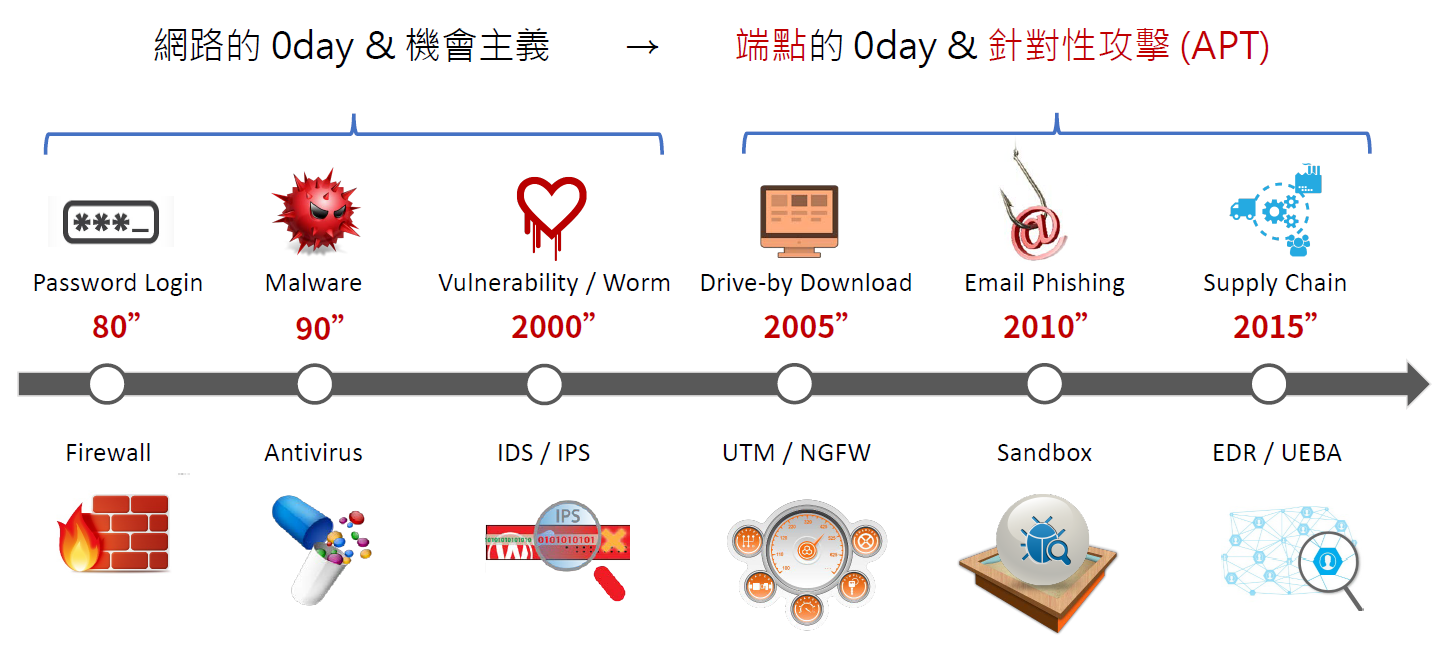 網路的 0day & 機會主義 → 端點的 0day & 針對性攻擊 (APT)
***_
Password Login
Malware
Vulnerability / Worm
Drive-by Download
Email Phishing
Supply Chain
80”
90”
2000”
2005”
2010”
2015”
Firewall
Antivirus
IDS / IPS
UTM / NGFW
Sandbox
EDR / UEBA
IPS
0101010101
@